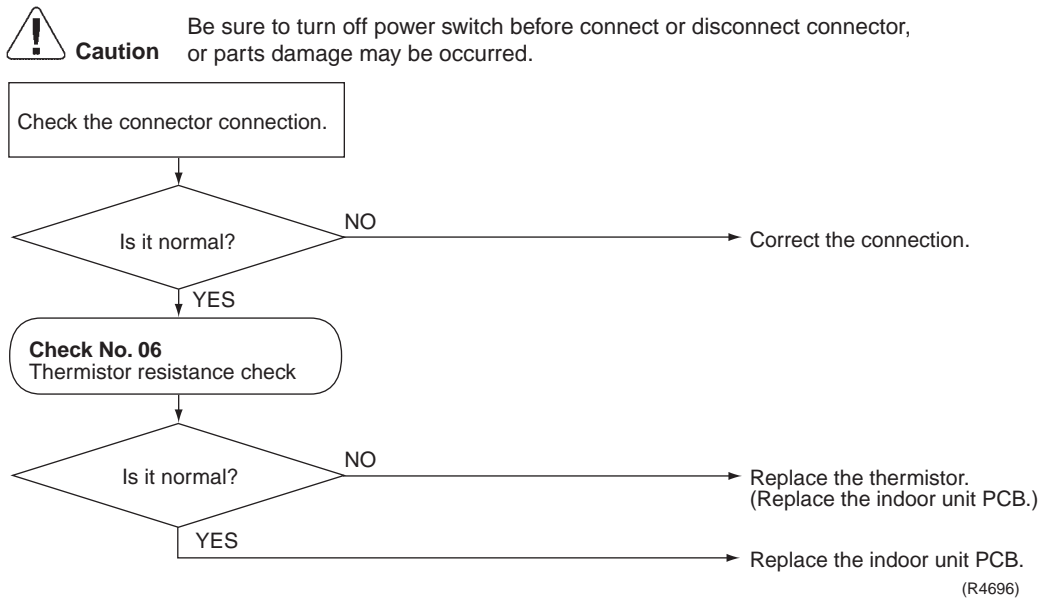 Caution
Be sure to turn off power switch before connect or disconnect connector,
or parts damage may be occurred.
Check the connector connection.
Is it normal?
NO
Correct the connection.
YES
Check No. 06
Thermistor resistance check
Is it normal?
NO
Replace the thermistor.
(Replace the indoor unit PCB.)
YES
Replace the indoor unit PCB.
(R4696)